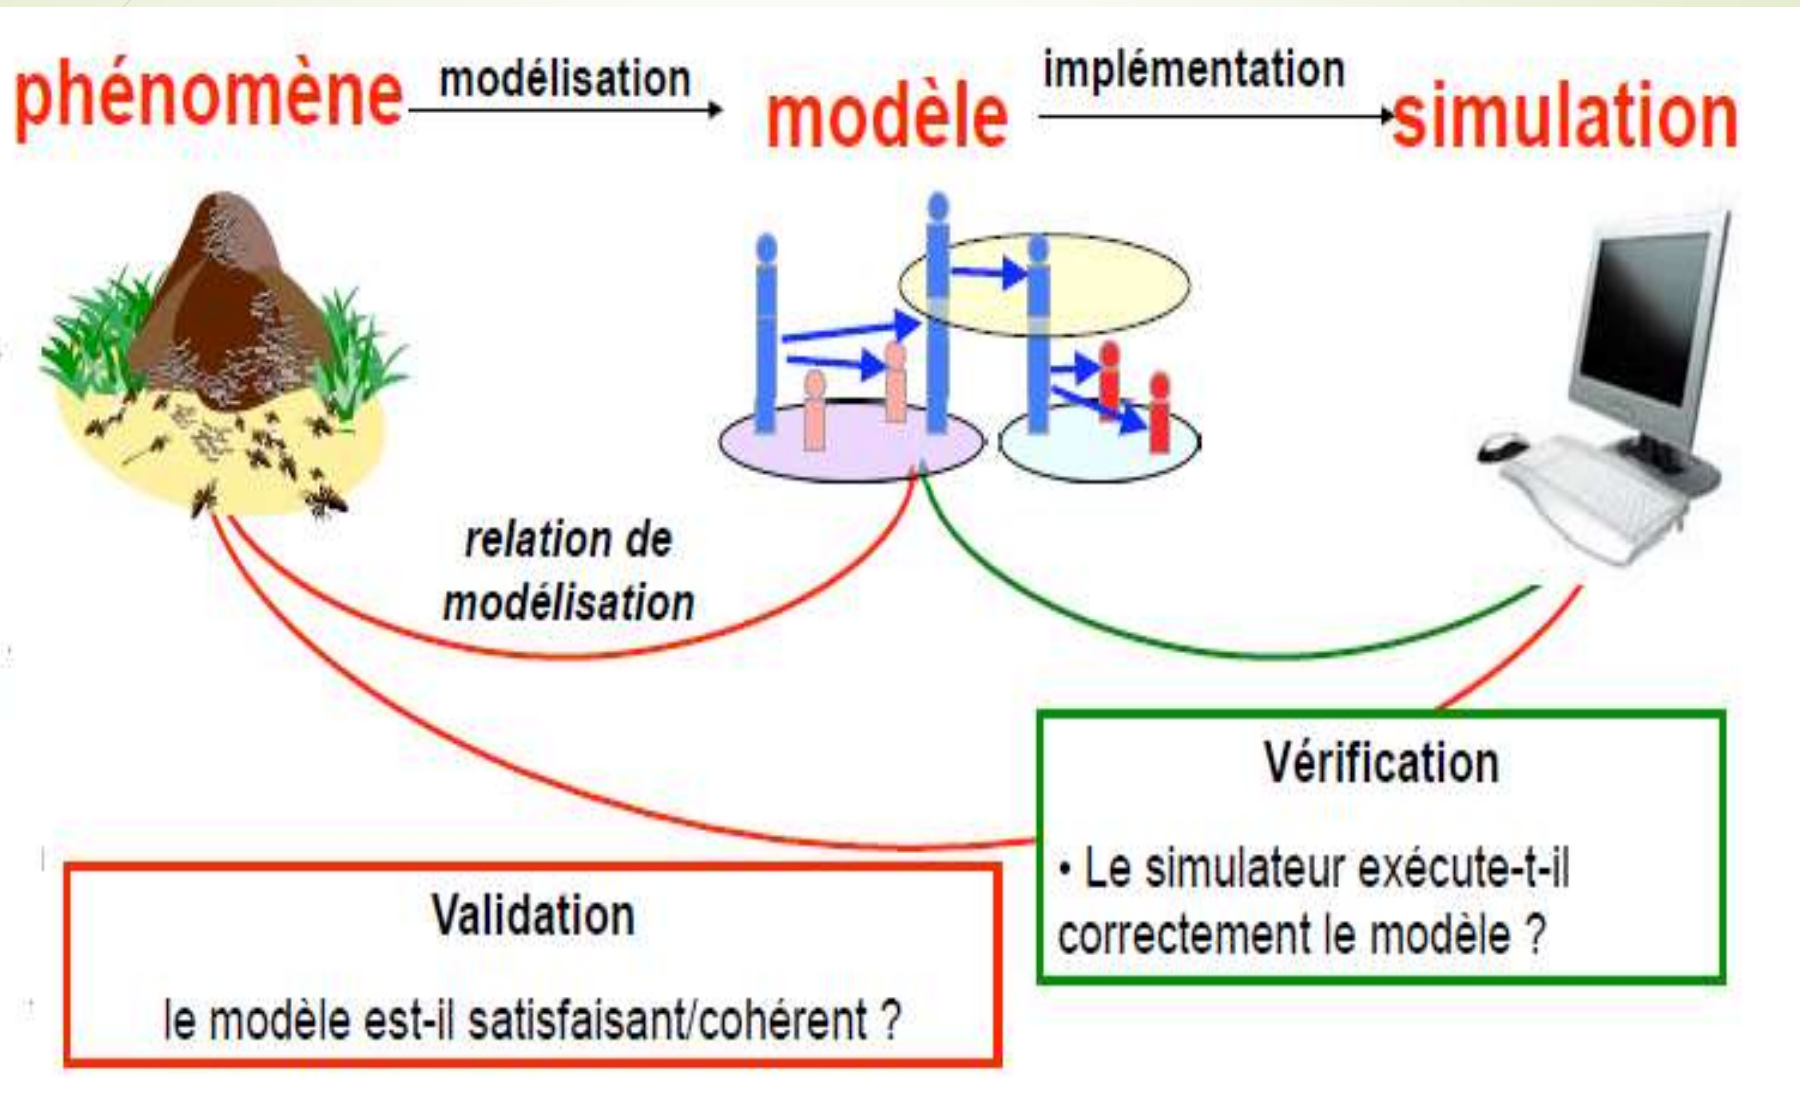 phénomène
modélisation
modèle
implémentation
simulation
relation de
modélisation
Vérification
• Le simulateur exécute-t-il
correctement le modèle ?
Validation
le modèle est-il satisfaisant/cohérent ?